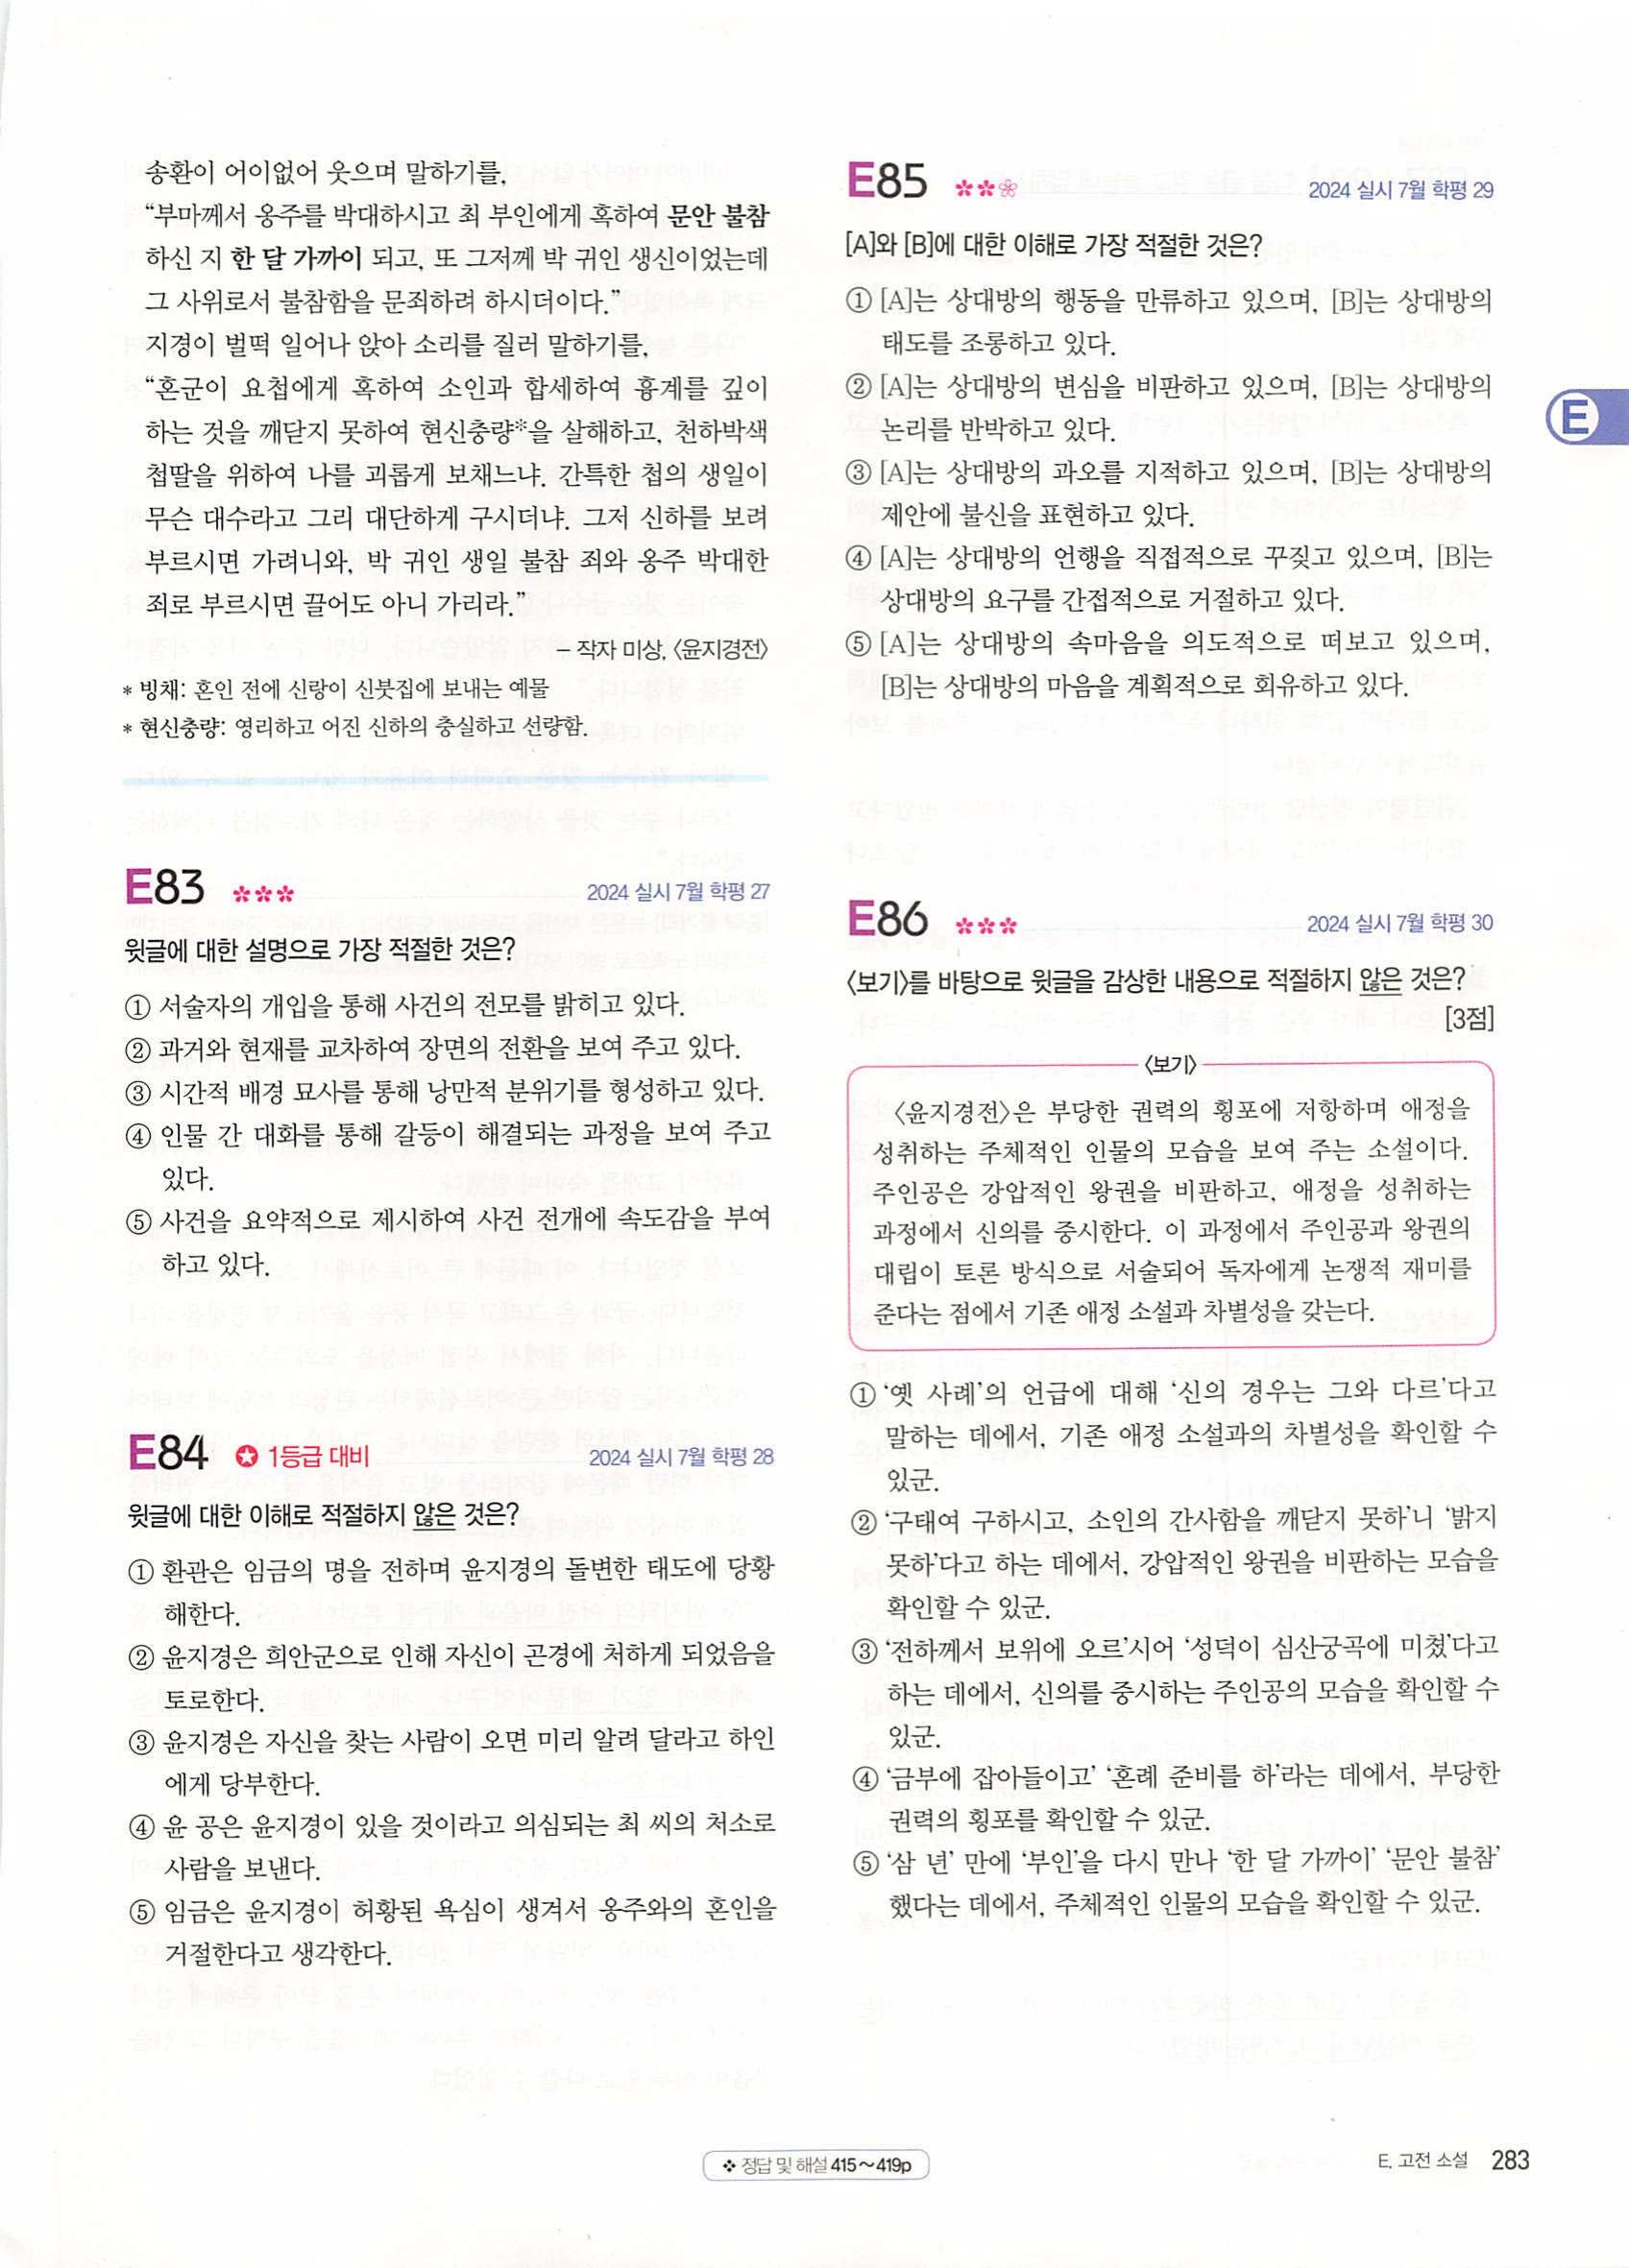 송환이 어이없어 웃으며 말하기를,
“부마께서 옹주를 박대하시고 최 부인에게 혹하여 문안 불참
하신 지 한 달 가까이 되고, 또 그저께 박 귀인 생신이었는데
그 사위로서 불참함을 문죄하려 하시더이다.”
지경이 벌떡 일어나 앉아 소리를 질러 말하기를,
“혼군이 요첩에게 혹하여 소인과 합세하여 흉계를 깊이
하는 것을 깨닫지 못하여 현신충량*을 살해하고, 천하박색
첩딸을 위하여 나를 괴롭게 보채느냐. 간특한 첩의 생일이
무슨 대수라고 그리 대단하게 구시더냐. 그저 신하를 보려
부르시면 가려니와, 박 귀인 생일 불참 죄와 옹주 박대한
죄로 부르시면 끌어도 아니 가리라.”
– 작자 미상, 〈윤지경전〉
* 빙채: 혼인 전에 신랑이 신붓집에 보내는 예물
* 현신충량: 영리하고 어진 신하의 충실하고 선량함.
E83 2024 실시 7월 학평 27
윗글에 대한 설명으로 가장 적절한 것은?
① 서술자의 개입을 통해 사건의 전모를 밝히고 있다.
② 과거와 현재를 교차하여 장면의 전환을 보여 주고 있다.
③ 시간적 배경 묘사를 통해 낭만적 분위기를 형성하고 있다.
④ 인물 간 대화를 통해 갈등이 해결되는 과정을 보여 주고
있다.
⑤ 사건을 요약적으로 제시하여 사건 전개에 속도감을 부여
하고 있다.
E84 1등급 대비 2024 실시 7월 학평 28
윗글에 대한 이해로 적절하지 않은 것은?
① 환관은 임금의 명을 전하며 윤지경의 돌변한 태도에 당황
해한다.
② 윤지경은 희안군으로 인해 자신이 곤경에 처하게 되었음을
토로한다.
③ 윤지경은 자신을 찾는 사람이 오면 미리 알려 달라고 하인
에게 당부한다.
④ 윤 공은 윤지경이 있을 것이라고 의심되는 최 씨의 처소로
사람을 보낸다.
⑤ 임금은 윤지경이 허황된 욕심이 생겨서 옹주와의 혼인을
거절한다고 생각한다.
E85 2024 실시 7월 학평 29
[A]와 [B]에 대한 이해로 가장 적절한 것은?
① [A]는 상대방의 행동을 만류하고 있으며, [B]는 상대방의
태도를 조롱하고 있다.
② [A]는 상대방의 변심을 비판하고 있으며, [B]는 상대방의
논리를 반박하고 있다.
③ [A]는 상대방의 과오를 지적하고 있으며, [B]는 상대방의
제안에 불신을 표현하고 있다.
④ [A]는 상대방의 언행을 직접적으로 꾸짖고 있으며, [B]는
상대방의 요구를 간접적으로 거절하고 있다.
⑤ [A]는 상대방의 속마음을 의도적으로 떠보고 있으며,
[B]는 상대방의 마음을 계획적으로 회유하고 있다.
E86 2024 실시 7월 학평 30
〈보기〉를 바탕으로 윗글을 감상한 내용으로 적절하지 않은 것은?
[3점]
〈보기〉
〈윤지경전〉은 부당한 권력의 횡포에 저항하며 애정을
성취하는 주체적인 인물의 모습을 보여 주는 소설이다.
주인공은 강압적인 왕권을 비판하고, 애정을 성취하는
과정에서 신의를 중시한다. 이 과정에서 주인공과 왕권의
대립이 토론 방식으로 서술되어 독자에게 논쟁적 재미를
준다는 점에서 기존 애정 소설과 차별성을 갖는다.
① ‘옛 사례’의 언급에 대해 ‘신의 경우는 그와 다르’다고
말하는 데에서, 기존 애정 소설과의 차별성을 확인할 수
있군.
② ‘구태여 구하시고, 소인의 간사함을 깨닫지 못하’니 ‘밝지
못하’다고 하는 데에서, 강압적인 왕권을 비판하는 모습을
확인할 수 있군.
③ ‘전하께서 보위에 오르’시어 ‘성덕이 심산궁곡에 미쳤’다고
하는 데에서, 신의를 중시하는 주인공의 모습을 확인할 수
있군.
④ ‘금부에 잡아들이고’ ‘혼례 준비를 하’라는 데에서, 부당한
권력의 횡포를 확인할 수 있군.
⑤ ‘삼 년’ 만에 ‘부인’을 다시 만나 ‘한 달 가까이’ ‘문안 불참’
했다는 데에서, 주체적인 인물의 모습을 확인할 수 있군.
E
❖ 정답 및 해설 415~419p
E. 고전 소설 283